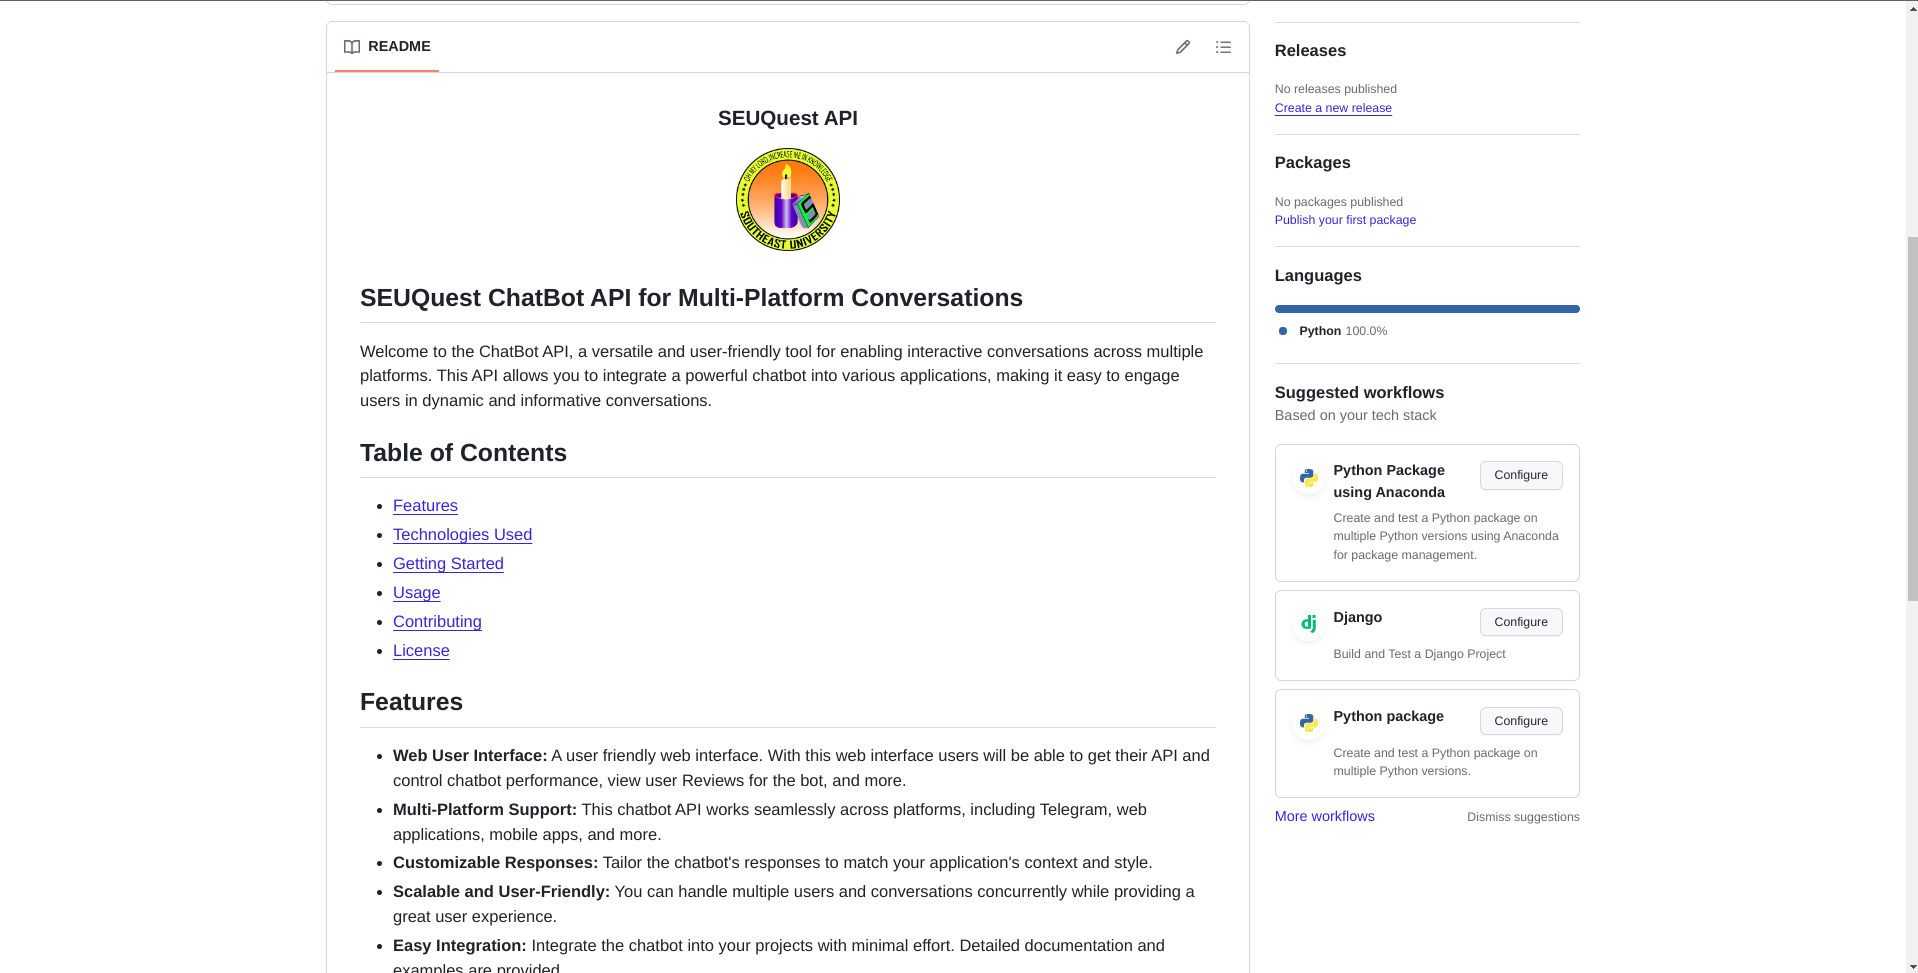 README
SEUQuest API
OH MY LORD, INCREASE ME IN KNOWLEDGE
SOUTHEAST UNIVERSITY
SEUQuest ChatBot API for Multi-Platform Conversations
Welcome to the ChatBot API, a versatile and user-friendly tool for enabling interactive conversations across multiple
platforms. This API allows you to integrate a powerful chatbot into various applications, making it easy to engage
users in dynamic and informative conversations.
Table of Contents
Features
Technologies Used
Getting Started
Usage
Contributing
License
Features
Web User Interface: A user friendly web interface. With this web interface users will be able to get their API and
control chatbot performance, view user Reviews for the bot, and more.
Multi-Platform Support: This chatbot API works seamlessly across platforms, including Telegram, web
applications, mobile apps, and more.
Customizable Responses: Tailor the chatbot's responses to match your application's context and style.
Scalable and User-Friendly: You can handle multiple users and conversations concurrently while providing a
great user experience.
Easy Integration: Integrate the chatbot into your projects with minimal effort. Detailed documentation and
examples are provided.
Releases
No releases published
Create a new release
Packages
No packages published
Publish your first package
Languages
Python 100.0%
Suggested workflows
Based on your tech stack
Python Package
using Anaconda
Configure
Create and test a Python package on
multiple Python versions using Anaconda
for package management.
dj
Django
Configure
Build and Test a Django Project
Python package
Configure
Create and test a Python package on
multiple Python versions.
More workflows
Dismiss suggestions